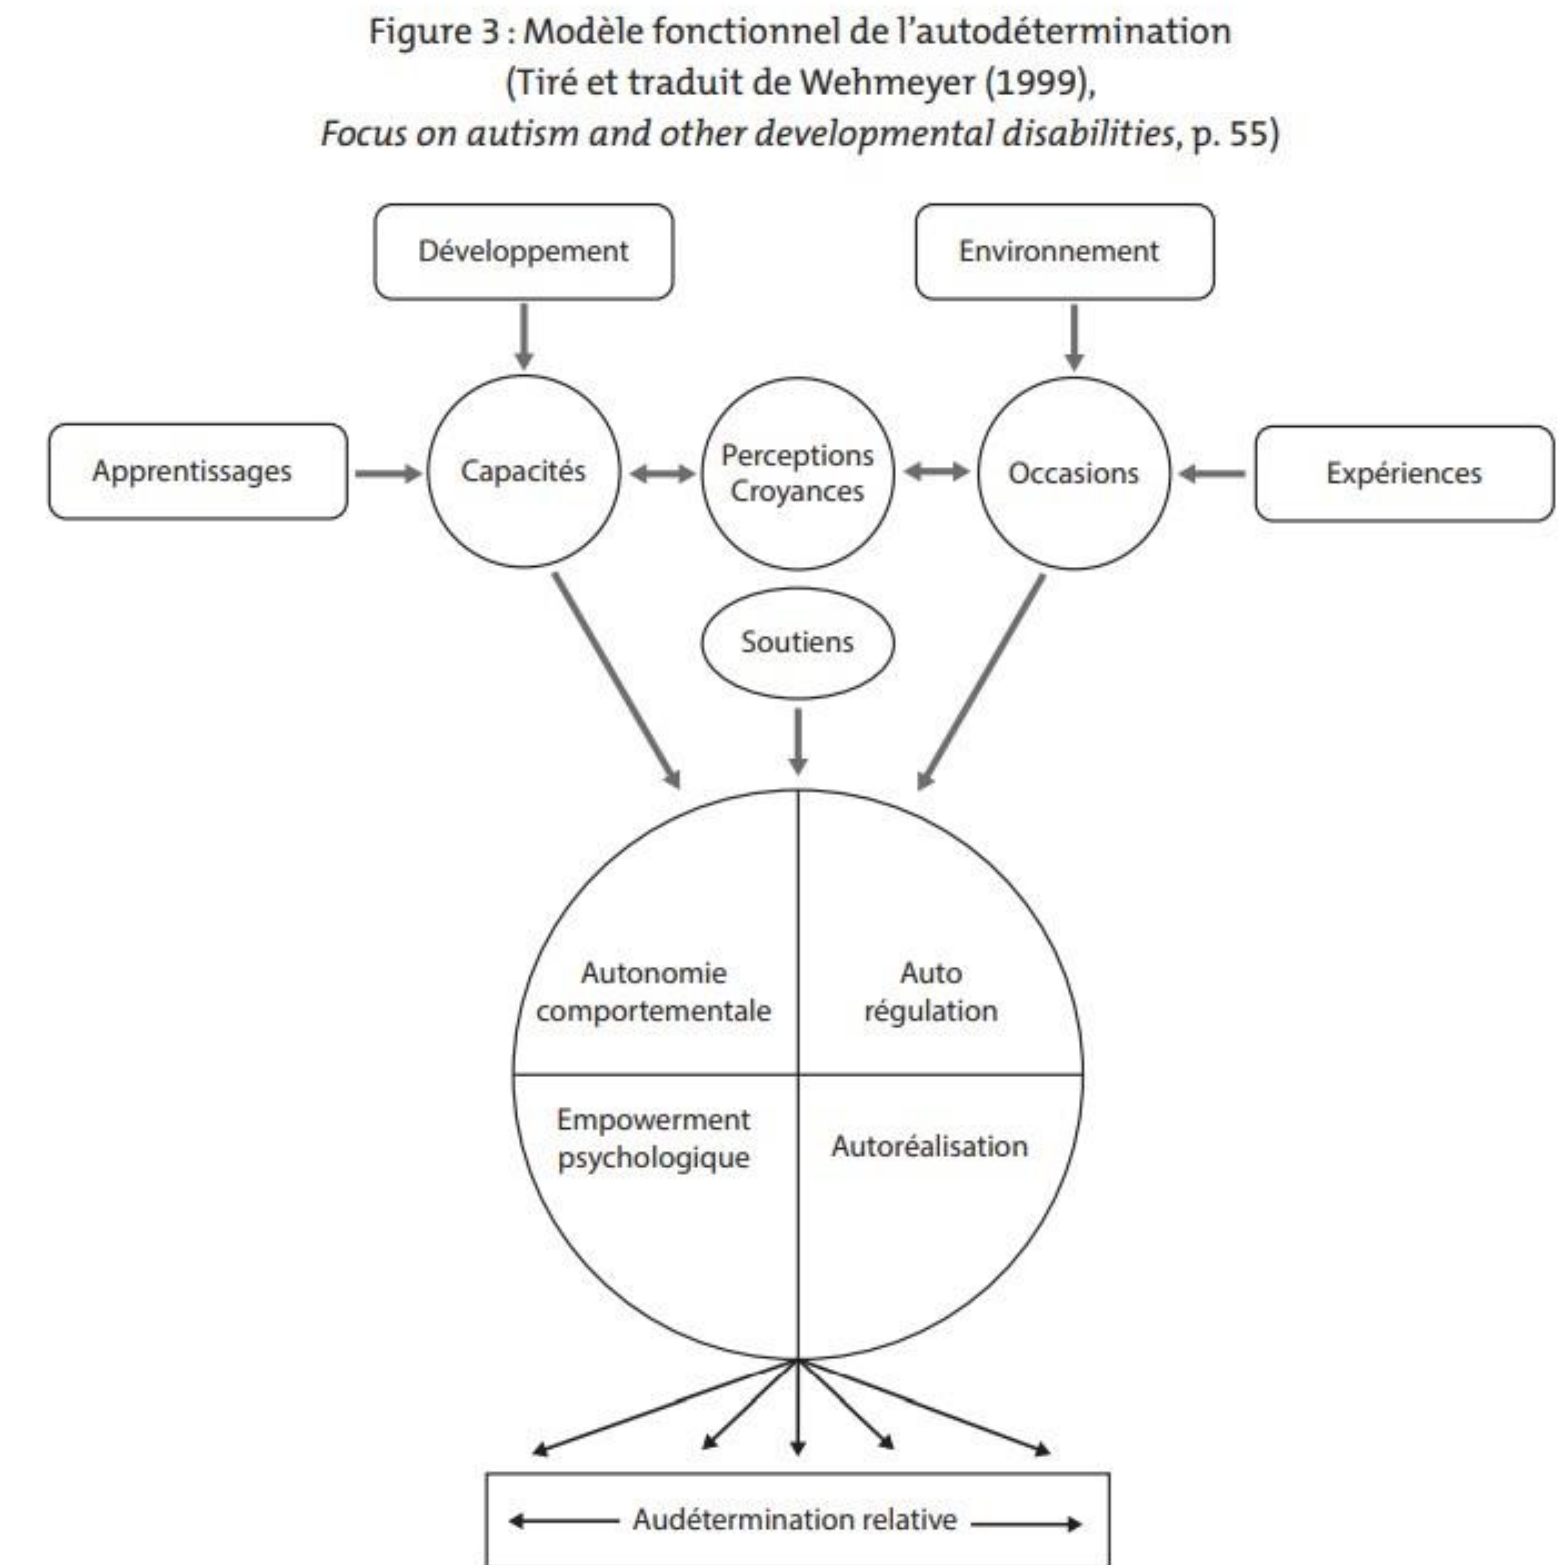 Figure 3 : Modèle fonctionnel de l'autodétermination
(Tiré et traduit de Wehmeyer (1999),
Focus on autism and other developmental disabilities, p. 55)
Développement
Environnement
Apprentissages
Capacités
Perceptions
Croyances
Occasions
Expériences
Soutiens
Autonomie
comportementale
Auto
régulation
Empowerment
psychologique
Autoréalisation
Audétermination relative